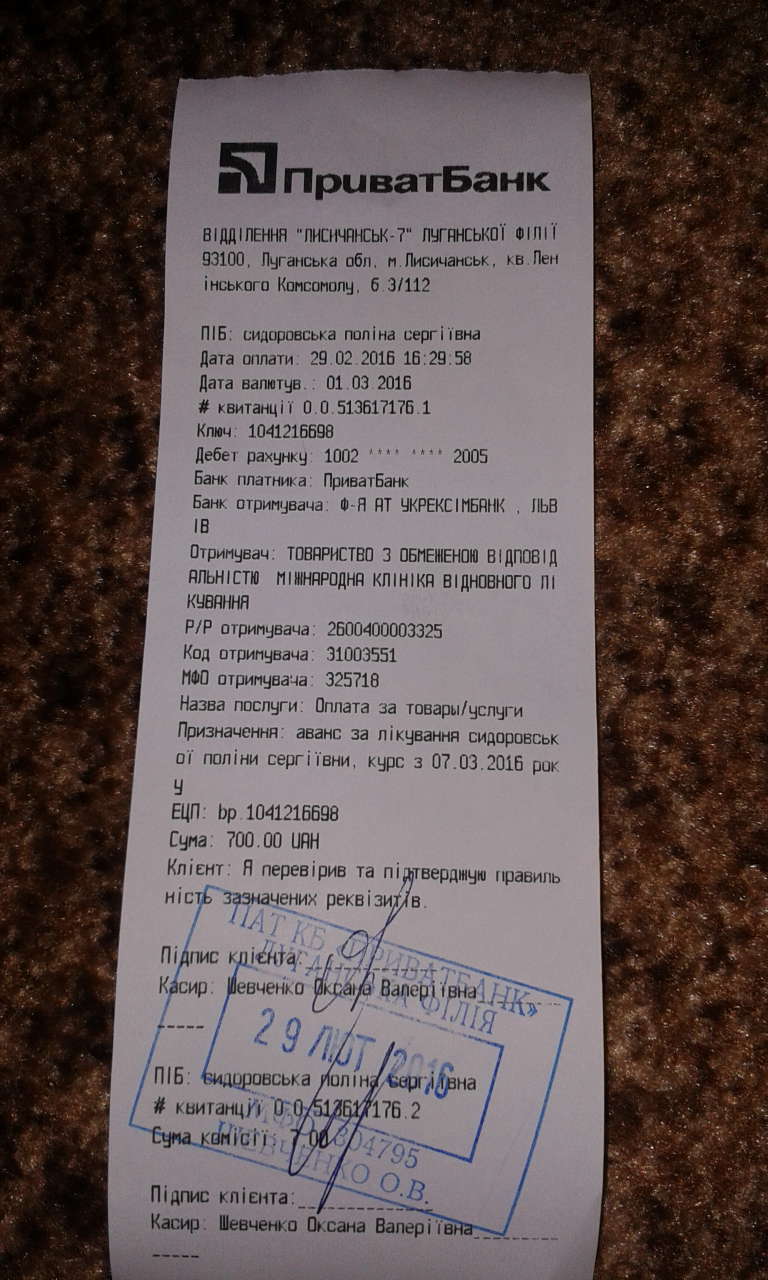 ПриватБанк
ВІДДІЛЕННЯ "ЛИСИЧАНСЬК-7" ЛУГАНСЬКОЇ ФІЛІЇ
93100, Луганська обл, м.Лисичанськ, кв.Лен
інського Комсомолу, б.3/112
ПІБ: сидоровська поліна сергіївна
Дата оплати: 29.02.2016 16:29:58
Дата валютув.: 01.03.2016
# квитанції 0.0.513617176.1
Ключ: 1041216698
Дебет рахунку: 1002 **** **** 2005
Банк платника: ПриватБанк
Банк отримувача: Ф-Я АТ УКРЕКСІМБАНК , ЛЬВ
ІВ
Отримувач: ТОВАРИСТВО З ОБМЕЖЕНОЮ ВІДПОВІД
АЛЬНІСТЮ МІЖНАРОДНА КЛІНІКА ВІДНОВНОГО ЛІ
КУВАННЯ
Р/Р отримувача: 2600400003325
Код отримувача: 31003551
МФО отримувача: 325718
Назва послуги: Оплата за товары/услуги
Призначення: аванс за лікування сидоровськ
ої поліни сергіївни, курс з 07.03.2016 рок
у
ЕЦП: bp.1041216698
Сума: 700.00 UAH
Клієнт: Я перевірив та підтверджую правиль
ність зазначених реквізитів.
Підпис клієнта:
Касир: Шевченко Оксана Валеріївна
-----
ПАТ КБ «ПРИВАТБАНК»
ЛУГАНСЬКА ФІЛІЯ
29 ЛЮТ 2016
МФО 304795
ШЕВЧЕНКО О.В.
ПІБ: сидоровська поліна сергіївна
# квитанції 0.0.513617176.2
Сума комісії: 7.00
Підпис клієнта:
Касир: Шевченко Оксана Валеріївна
-----